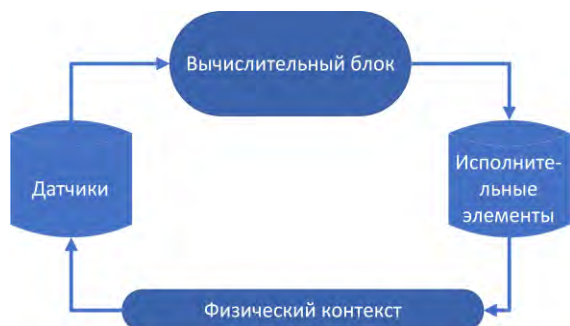 Вычислительный блок
Датчики
Исполните-
льные
элементы
Физический контекст